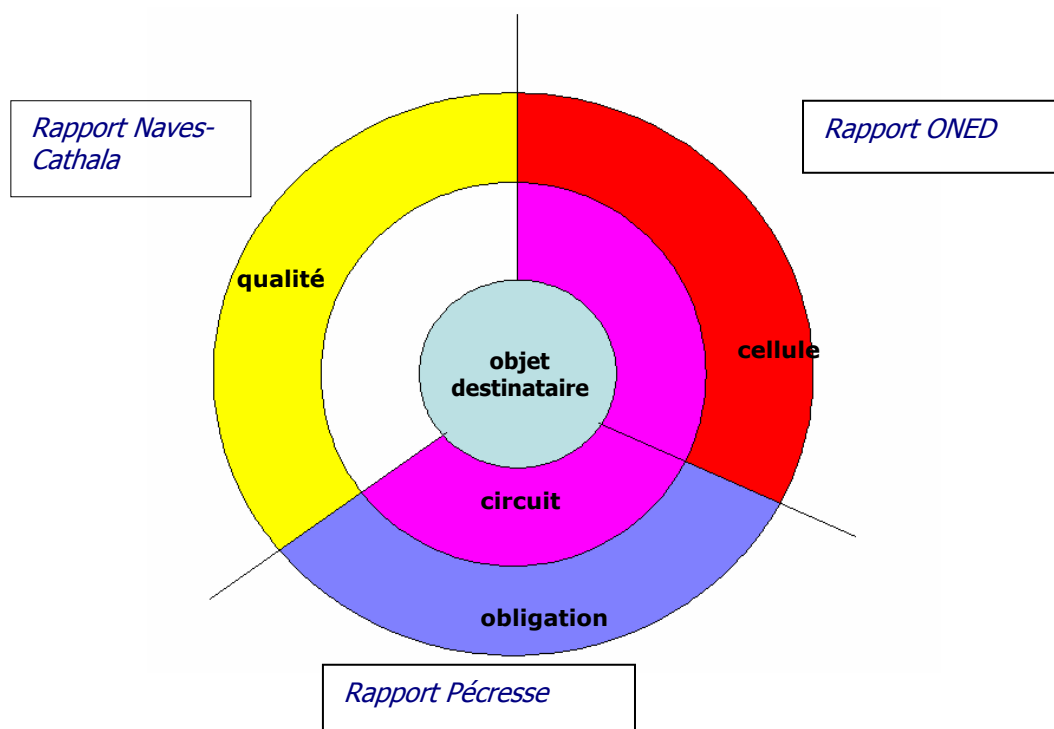 Rapport Naves-
Cathala
Rapport ONED
qualité
cellule
objet
destinataire
circuit
obligation
Rapport Pécresse